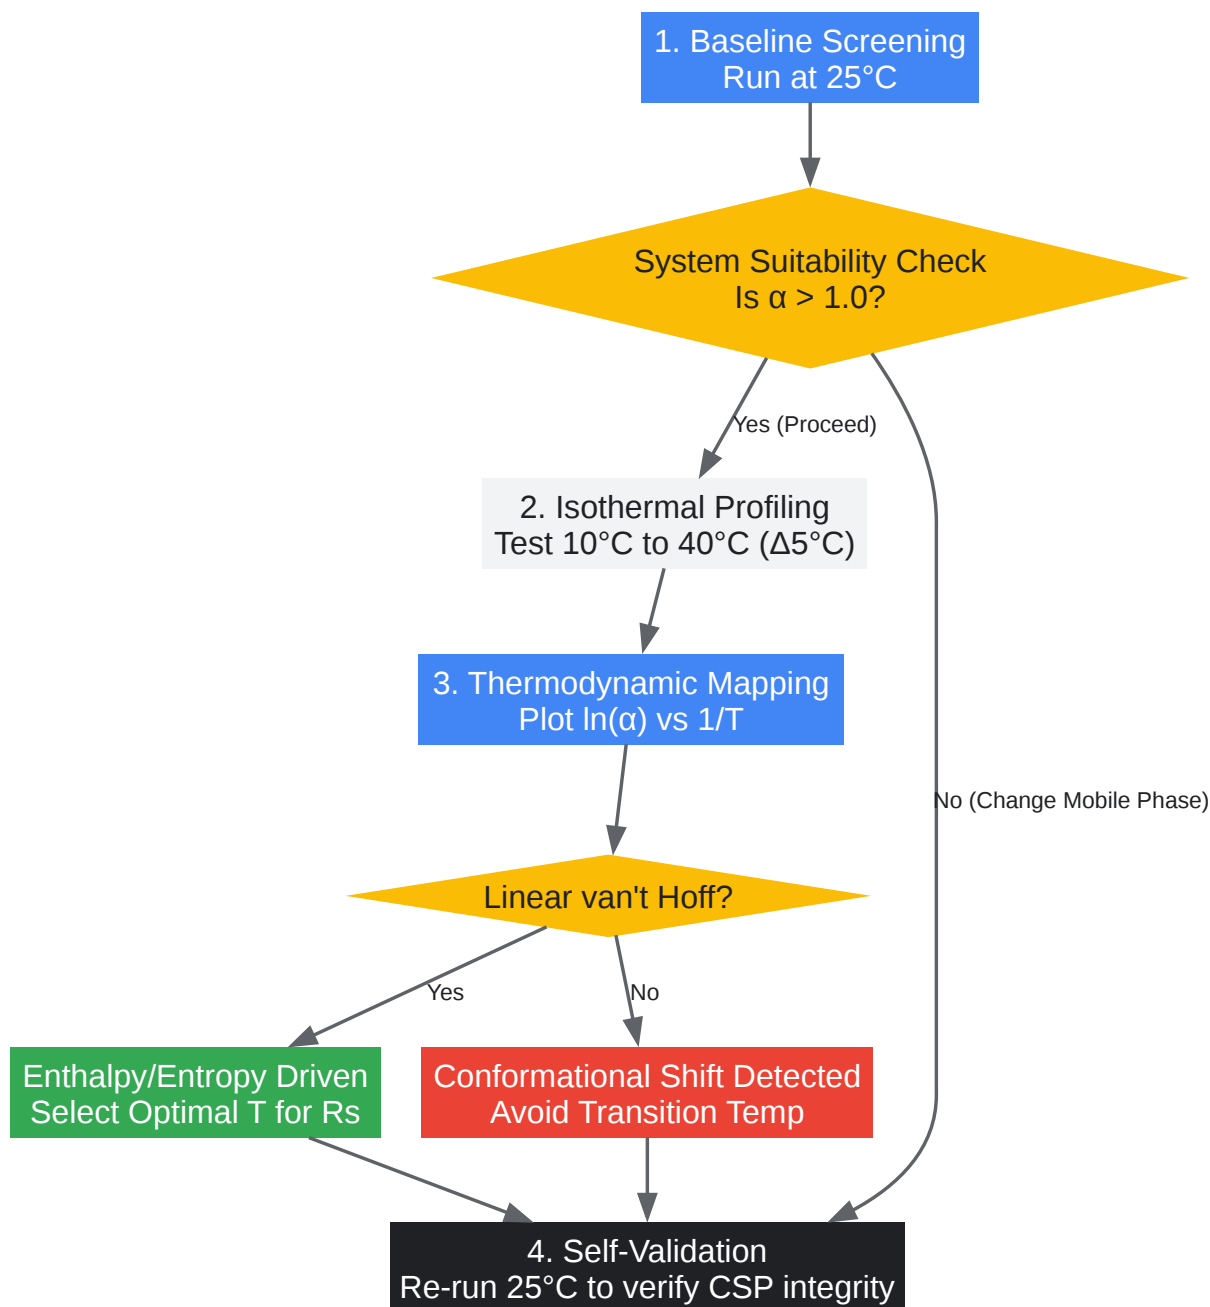 1. Baseline Screening
Run at 25°C
System Suitability Check
Is α > 1.0?
Yes (Proceed)
2. Isothermal Profiling
Test 10°C to 40°C (Δ5°C)
3. Thermodynamic Mapping
Plot ln(α) vs 1/T
No (Change Mobile Phase)
Linear van't Hoff?
Yes
No
Enthalpy/Entropy Driven
Select Optimal T for Rs
Conformational Shift Detected
Avoid Transition Temp
4. Self-Validation
Re-run 25°C to verify CSP integrity